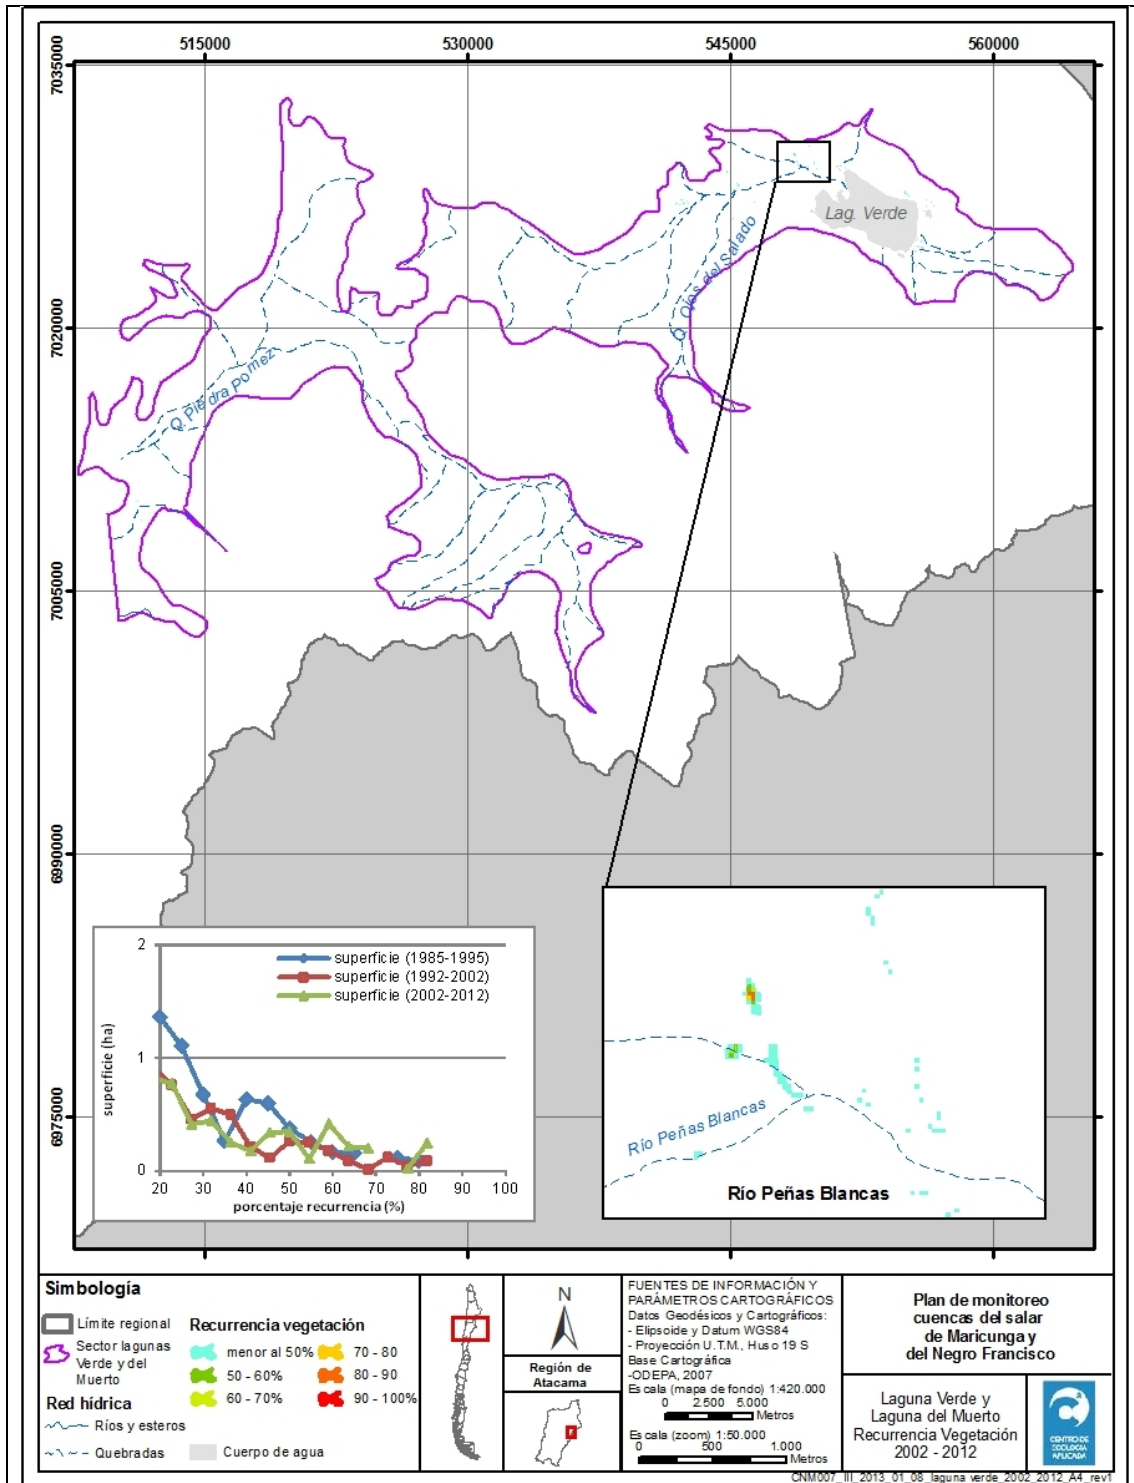 515000 530000 545000 560000
7035000
7020000
7005000
6990000
6975000
Lag. Verde
Q. Ojos del Salado
Q. Piedra Pomez
2
1
0
superficie (ha)
superficie (1985-1995)
superficie (1992-2002)
superficie (2002-2012)
20 30 40 50 60 70 80 90 100
porcentaje recurrencia (%)
Río Peñas Blancas
Río Peñas Blancas
Simbología
Límite regional
Sector lagunas
Verde y del
Muerto
Red hídrica
Ríos y esteros
Quebradas
Recurrencia vegetación
menor al 50%
50 - 60%
60 - 70%
70 - 80
80 - 90
90 - 100%
Cuerpo de agua
N
Región de
Atacama
FUENTES DE INFORMACIÓN Y
PARÁMETROS CARTOGRÁFICOS
Datos Geodésicos y Cartográficos:
- Elipsoide y Datum WGS84
- Proyección U.T.M., Huso 19 S
Base Cartográfica
-ODEPA, 2007
Escala (mapa de fondo) 1:420.000
0 2.500 5.000
Metros
Escala (zoom) 1:50.000
0 500 1.000
Metros
Plan de monitoreo
cuencas del salar
de Maricunga y
del Negro Francisco
Laguna Verde y
Laguna del Muerto
Recurrencia Vegetación
2002 - 2012
CENTRO DE
ECOLOGÍA
APLICADA
CNM007_III_2013_01_08_laguna verde_2002_2012_A4_rev1